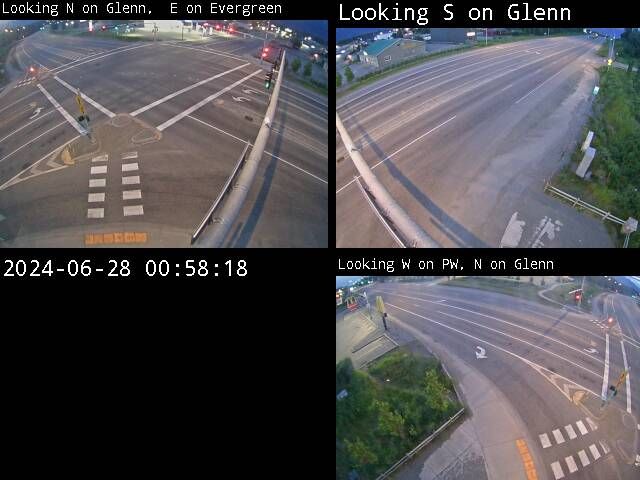 Looking N on Glenn, E on Evergreen
Looking S on Glenn
2024-06-28 00:58:18
Looking W on PW, N on Glenn